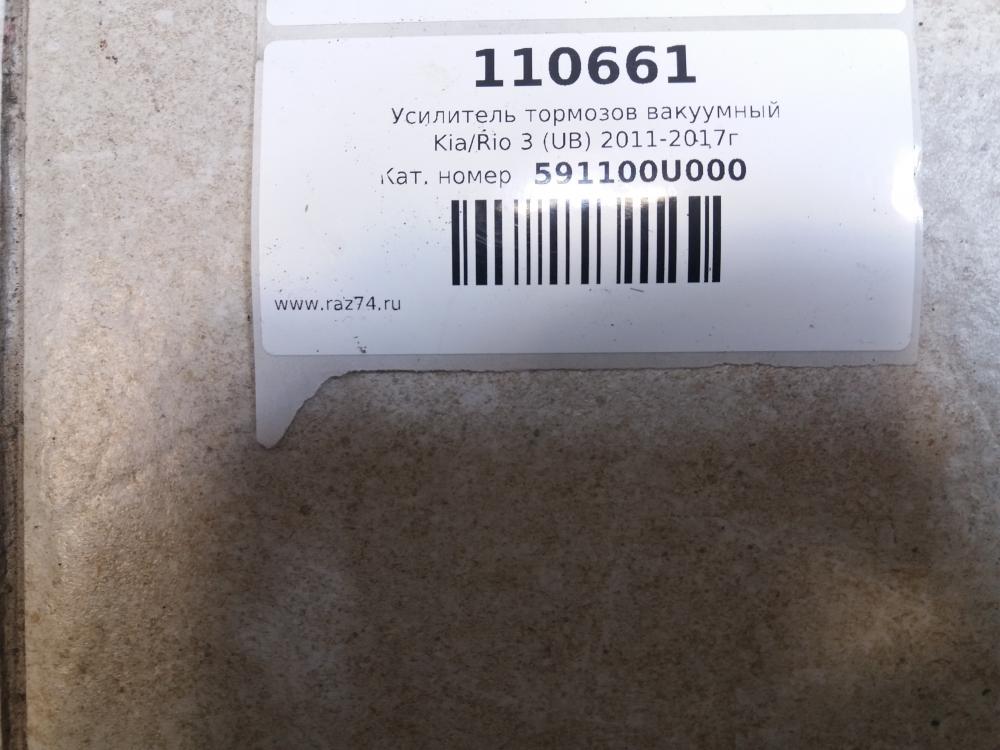 110661
Усилитель тормозов вакуумный
Kia/Rio 3 (UB) 2011-2017г
Кат. номер 591100U000
www.raz74.ru